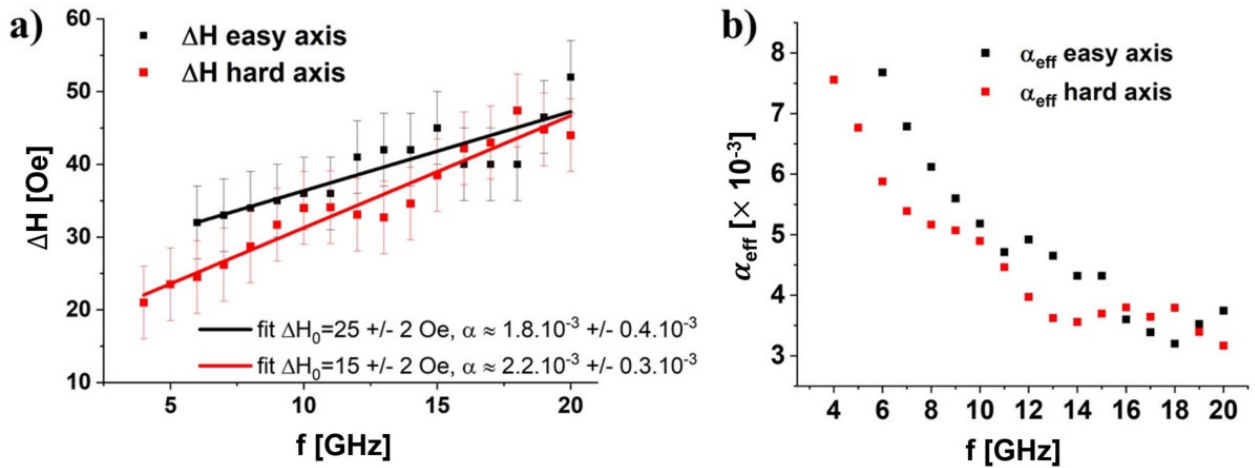 a)
ΔH easy axis
ΔH hard axis
fit ΔH₀=25 +/- 2 Oe, α ≈ 1.8.10⁻³ +/- 0.4.10⁻³
fit ΔH₀=15 +/- 2 Oe, α ≈ 2.2.10⁻³ +/- 0.3.10⁻³
ΔH [Oe]
60
50
40
30
20
10
5
10
15
20
f [GHz]
b)
α_eff easy axis
α_eff hard axis
α_eff [× 10⁻³]
8
7
6
5
4
3
4
6
8
10
12
14
16
18
20
f [GHz]